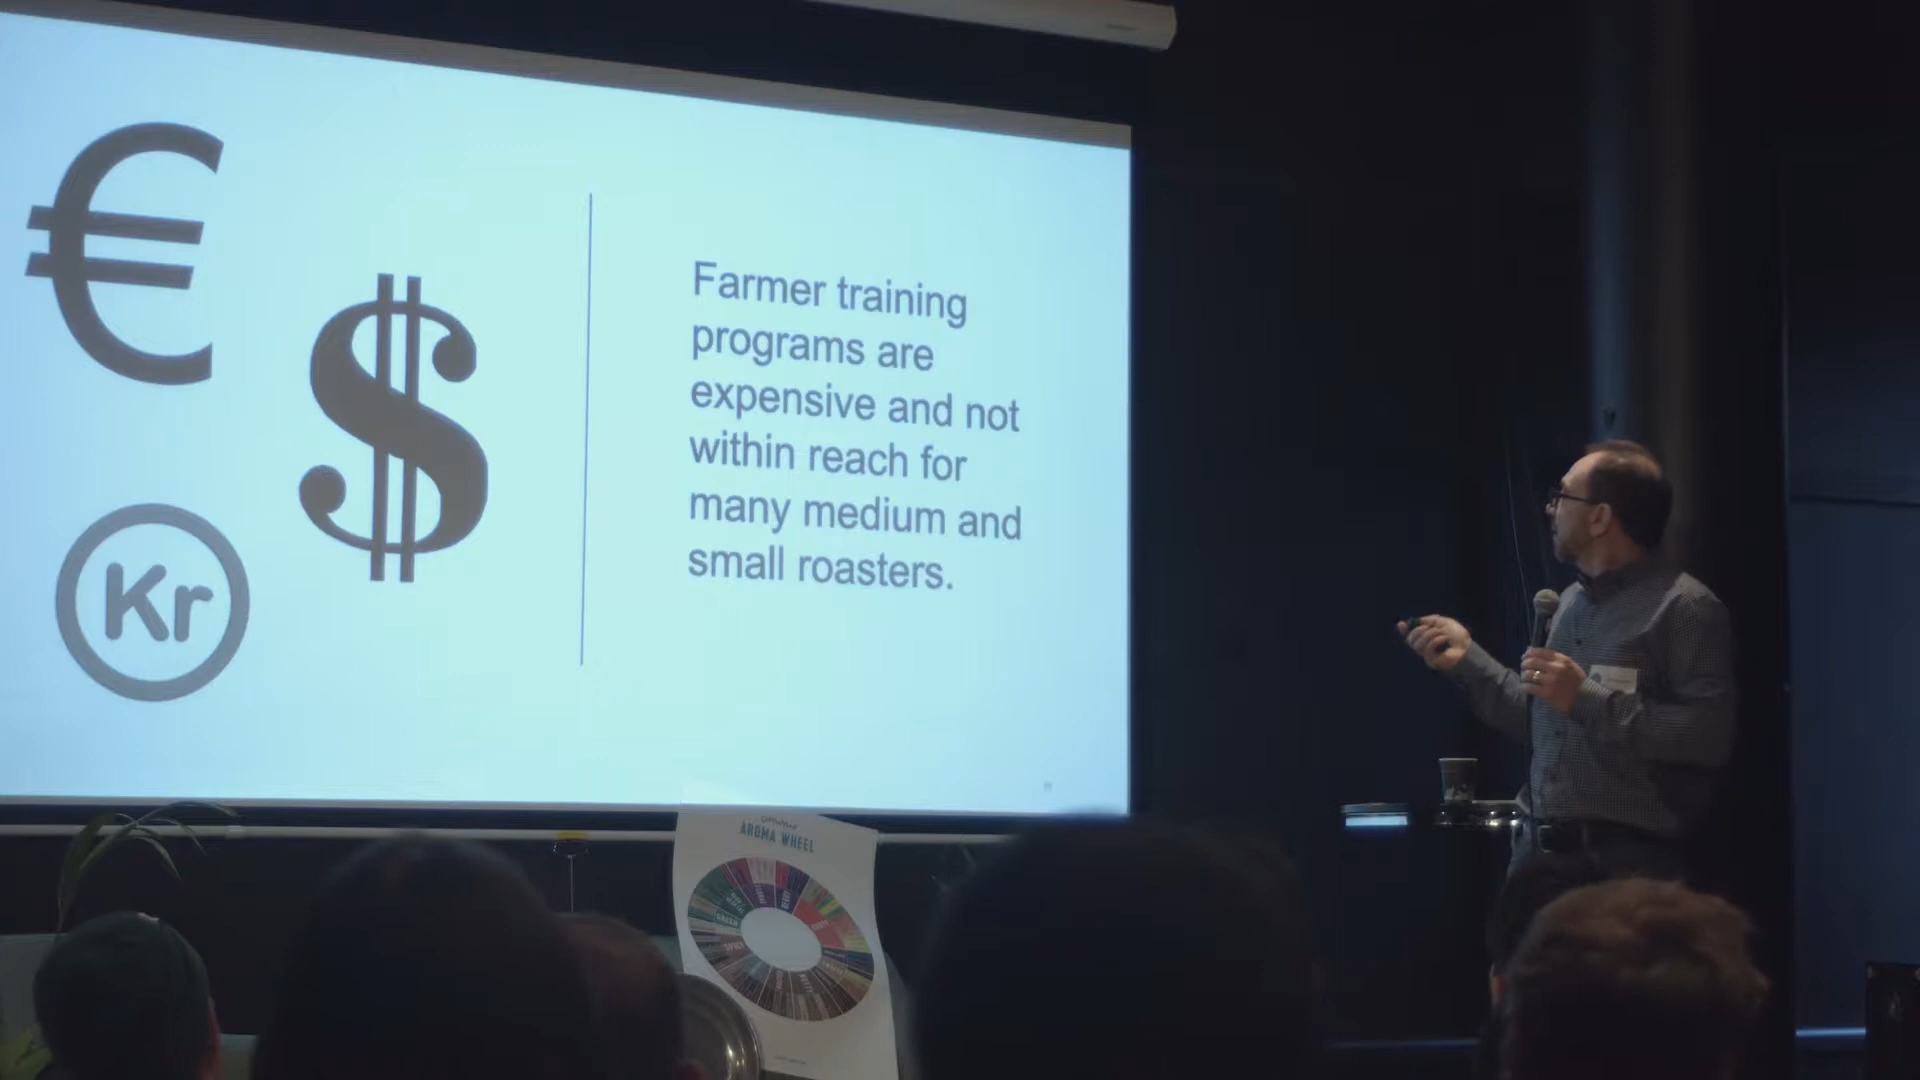 €
$
Kr
Farmer training
programs are
expensive and not
within reach for
many medium and
small roasters.
AROMA WHEEL